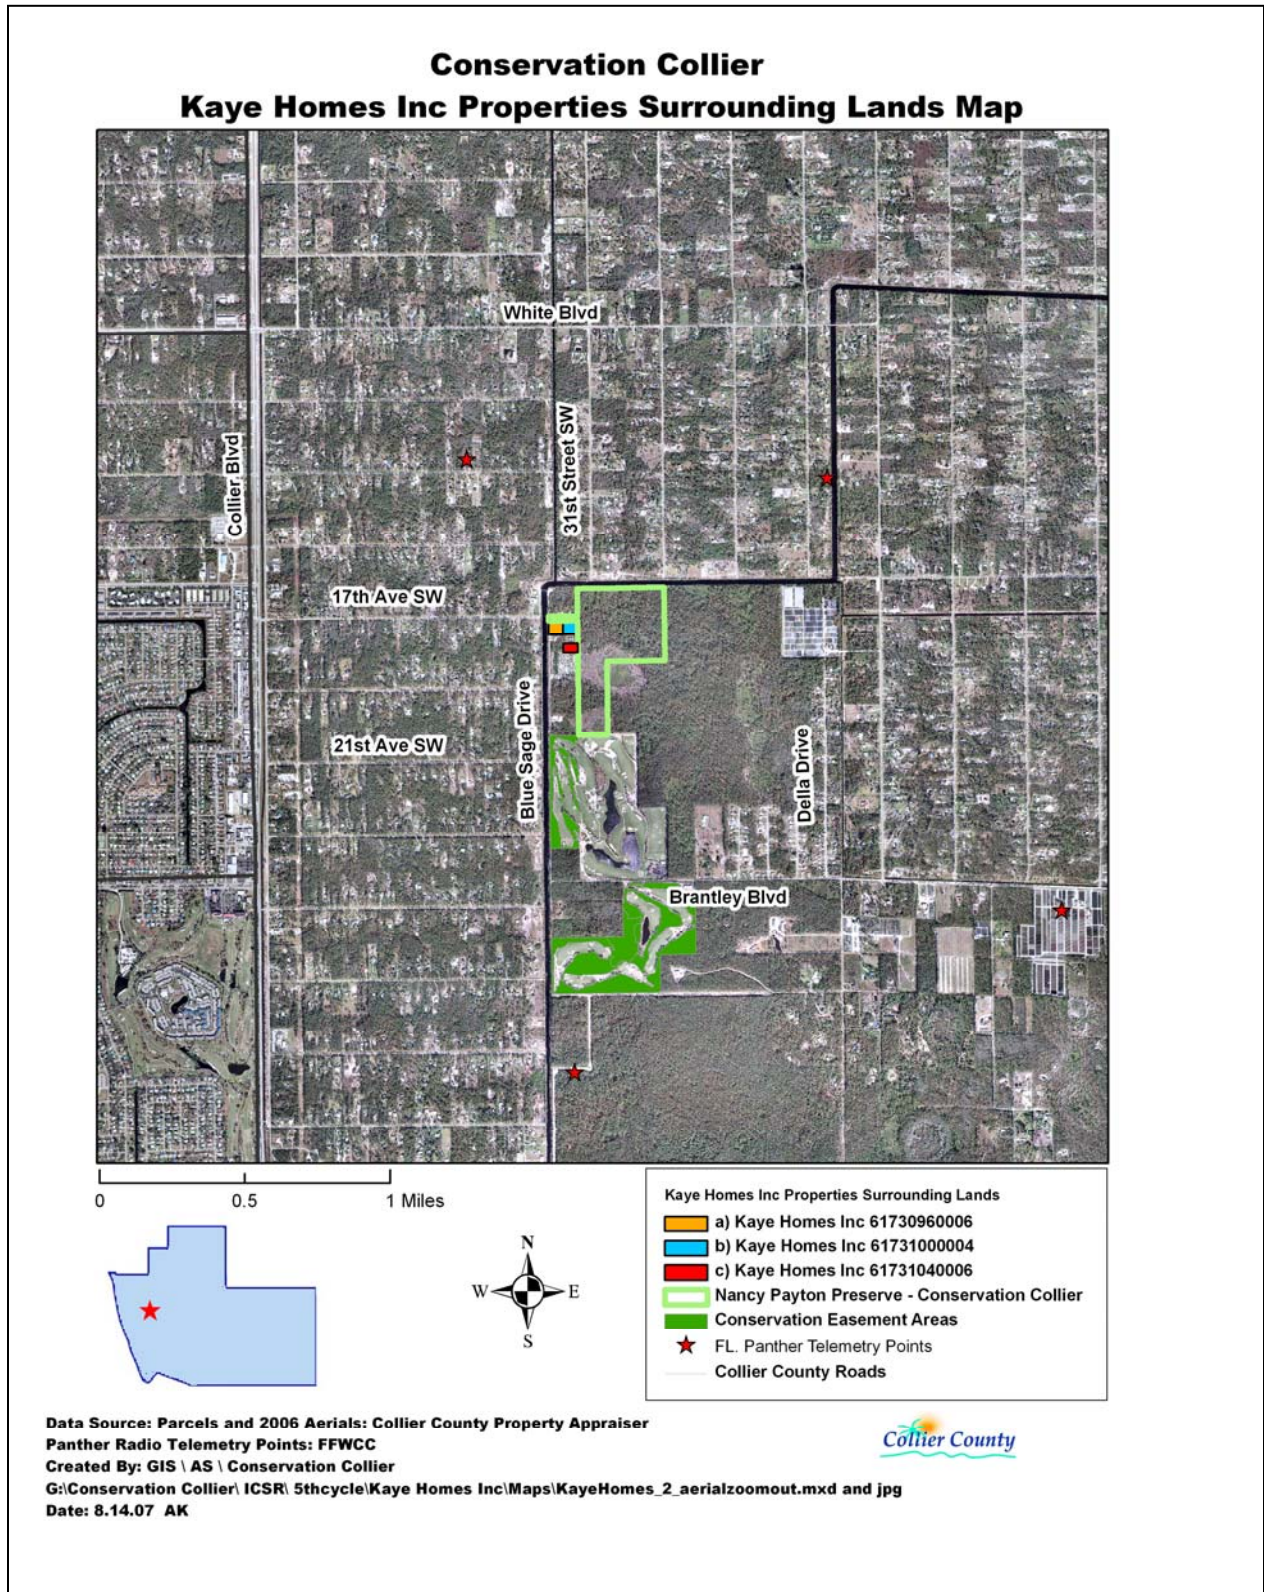 Conservation Collier
Kaye Homes Inc Properties Surrounding Lands Map
White Blvd
31st Street SW
Collier Blvd
17th Ave SW
Blue Sage Drive
21st Ave SW
Della Drive
Brantley Blvd
0 0.5 1 Miles
N
W E
S
Kaye Homes Inc Properties Surrounding Lands
a) Kaye Homes Inc 61730960006
b) Kaye Homes Inc 61731000004
c) Kaye Homes Inc 61731040006
Nancy Payton Preserve - Conservation Collier
Conservation Easement Areas
FL. Panther Telemetry Points
Collier County Roads
Data Source: Parcels and 2006 Aerials: Collier County Property Appraiser
Panther Radio Telemetry Points: FFWCC
Created By: GIS \ AS \ Conservation Collier
G:\Conservation Collier\ ICSR\ 5thcycle\Kaye Homes Inc\Maps\KayeHomes_2_aerialzoomout.mxd and jpg
Date: 8.14.07 AK
Collier County